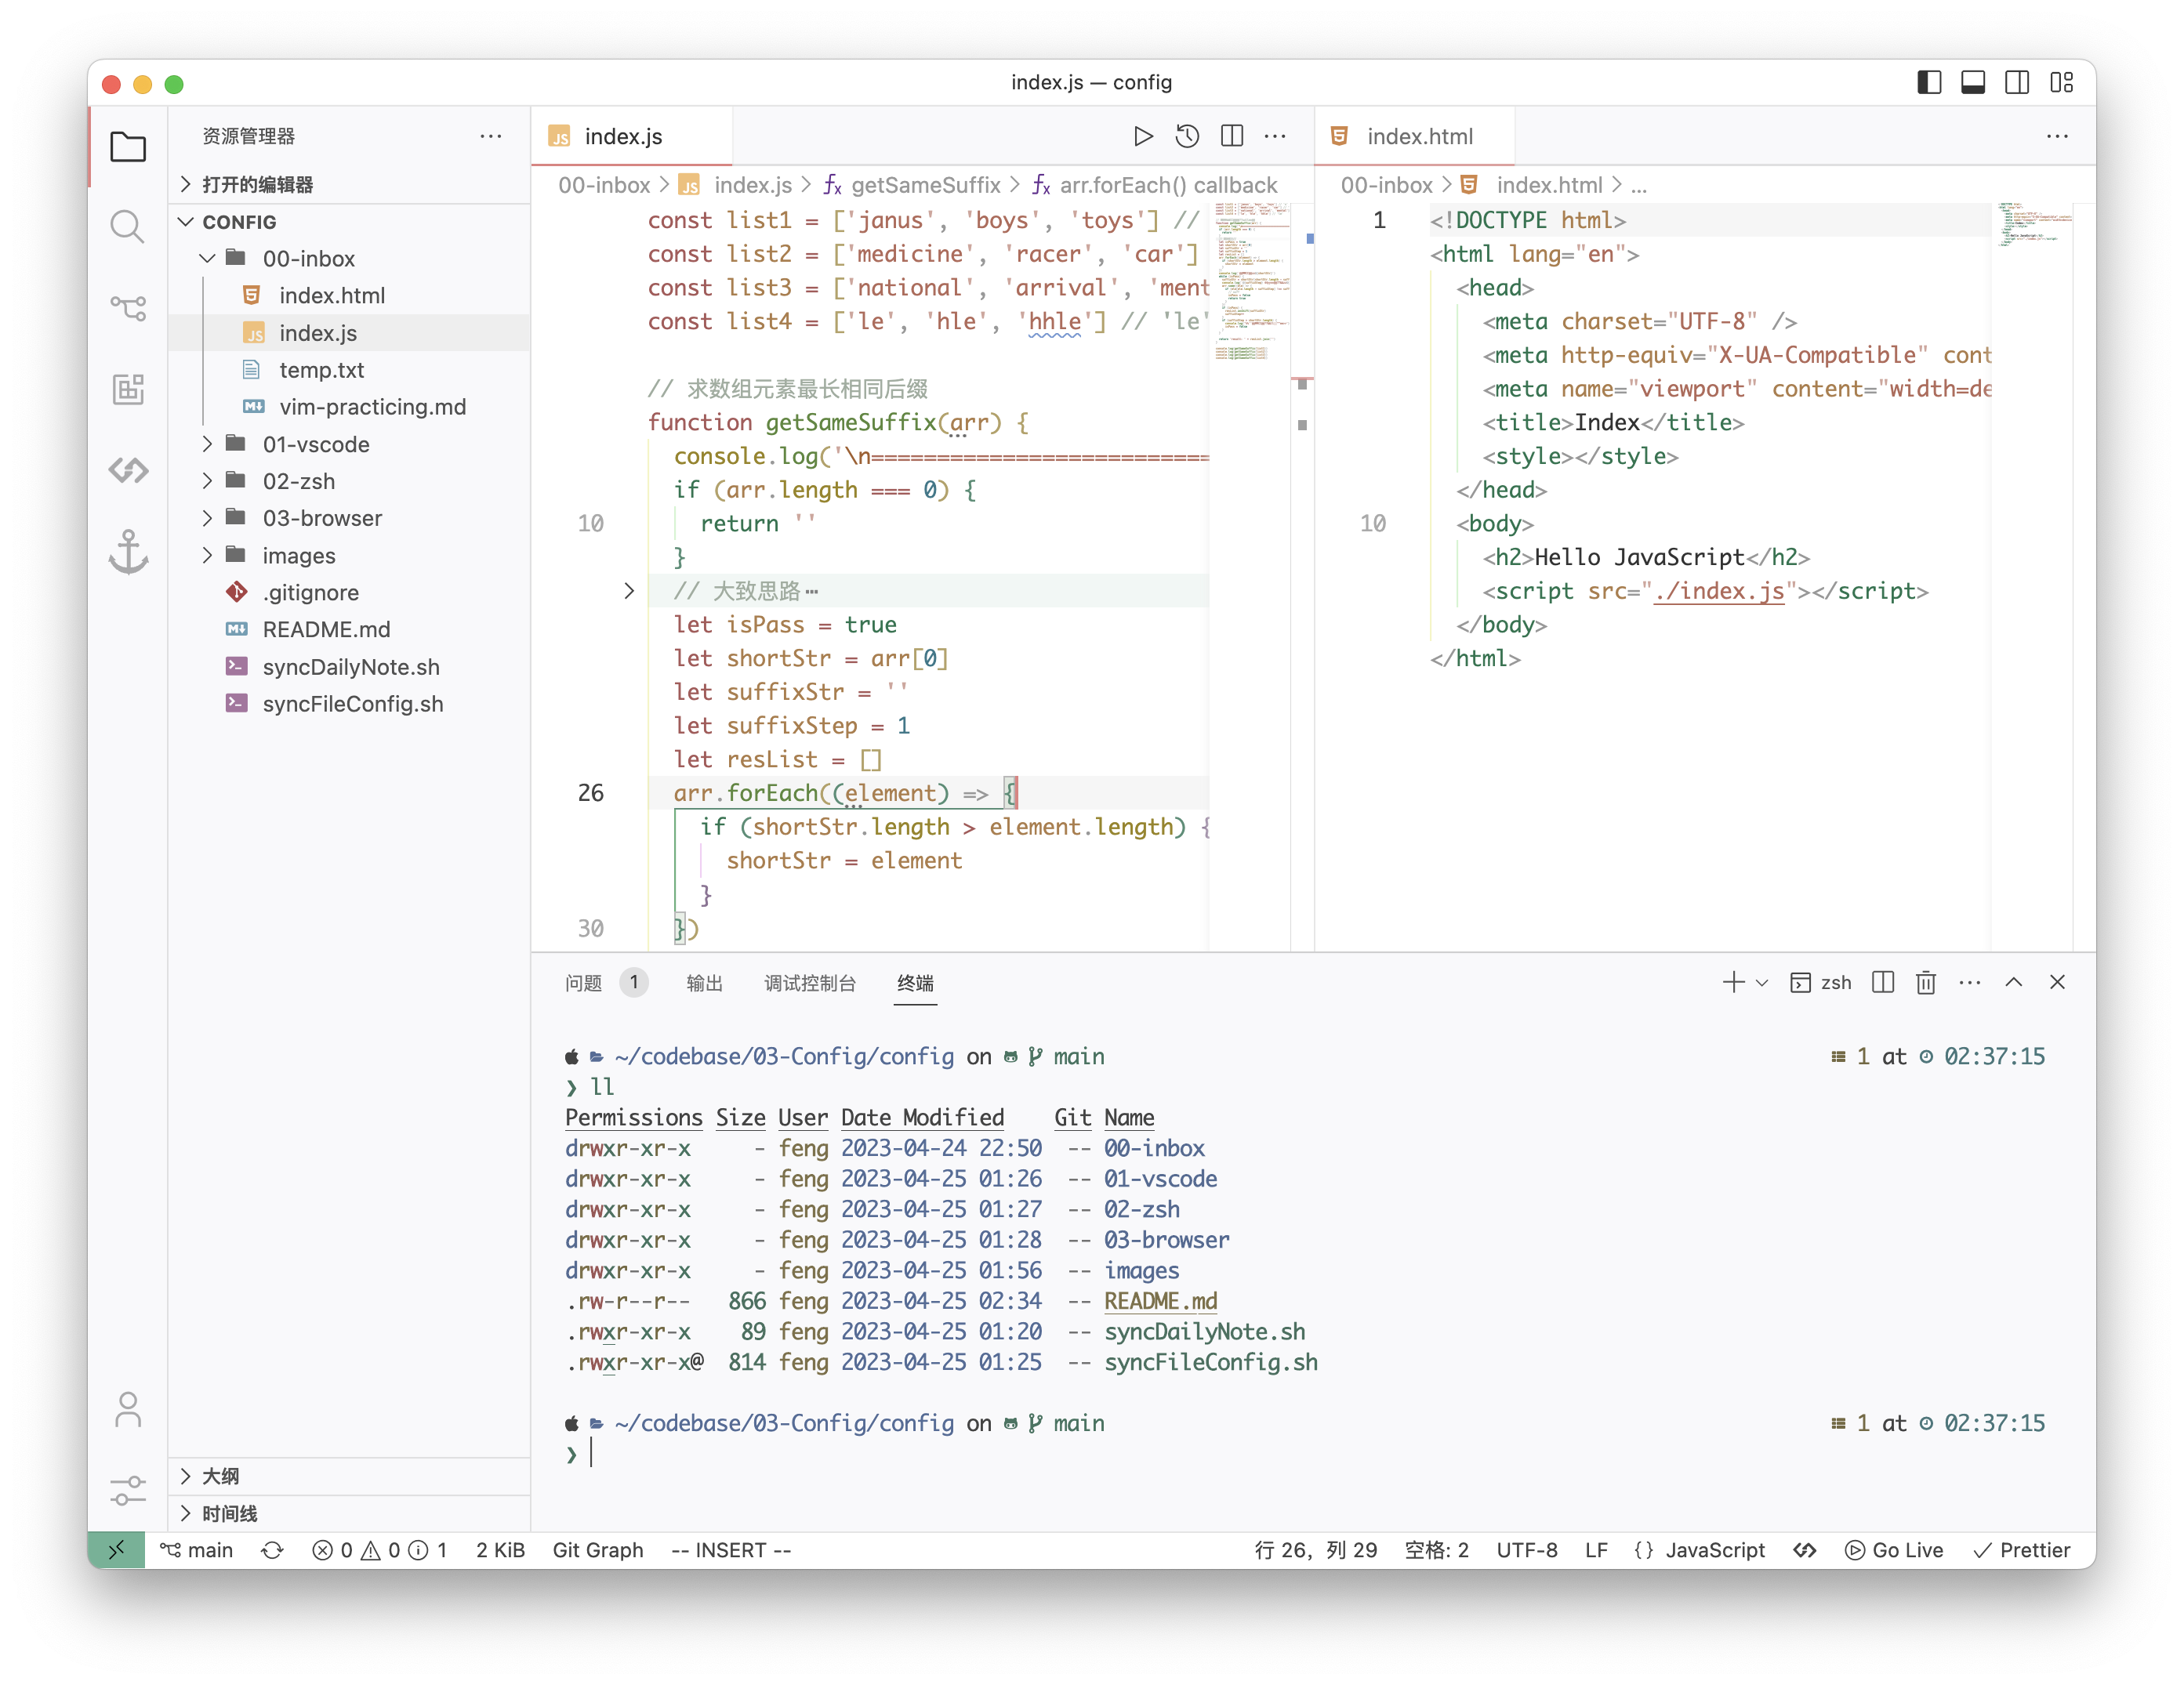 index.js — config
资源管理器
打开的编辑器
CONFIG
00-inbox
index.html
index.js
temp.txt
vim-practicing.md
01-vscode
02-zsh
03-browser
images
.gitignore
README.md
syncDailyNote.sh
syncFileConfig.sh
大纲
时间线
index.js
00-inbox > index.js > getSameSuffix > arr.forEach() callback
const list1 = ['janus', 'boys', 'toys'] //
const list2 = ['medicine', 'racer', 'car']
const list3 = ['national', 'arrival', 'ment
const list4 = ['le', 'hle', 'hhle'] // 'le'
// 求数组元素最长相同后缀
function getSameSuffix(arr) {
console.log('\n==========================
if (arr.length === 0) {
10 return ''
}
// 大致思路⋯
let isPass = true
let shortStr = arr[0]
let suffixStr = ''
let suffixStep = 1
let resList = []
26 arr.forEach((element) => {
if (shortStr.length > element.length) {
shortStr = element
}
30 })
index.html
00-inbox > index.html > ...
1 <!DOCTYPE html>
<html lang="en">
<head>
<meta charset="UTF-8" />
<meta http-equiv="X-UA-Compatible" cont
<meta name="viewport" content="width=de
<title>Index</title>
<style></style>
</head>
10 <body>
<h2>Hello JavaScript</h2>
<script src="./index.js"></script>
</body>
</html>
问题 1 输出 调试控制台 终端 zsh
~/codebase/03-Config/config on main 1 at 02:37:15
❯ ll
Permissions Size User Date Modified Git Name
drwxr-xr-x - feng 2023-04-24 22:50 -- 00-inbox
drwxr-xr-x - feng 2023-04-25 01:26 -- 01-vscode
drwxr-xr-x - feng 2023-04-25 01:27 -- 02-zsh
drwxr-xr-x - feng 2023-04-25 01:28 -- 03-browser
drwxr-xr-x - feng 2023-04-25 01:56 -- images
.rw-r--r-- 866 feng 2023-04-25 02:34 -- README.md
.rwxr-xr-x 89 feng 2023-04-25 01:20 -- syncDailyNote.sh
.rwxr-xr-x@ 814 feng 2023-04-25 01:25 -- syncFileConfig.sh
~/codebase/03-Config/config on main 1 at 02:37:15
❯
main 0 0 1 2 KiB Git Graph -- INSERT -- 行 26，列 29 空格: 2 UTF-8 LF {} JavaScript Go Live Prettier